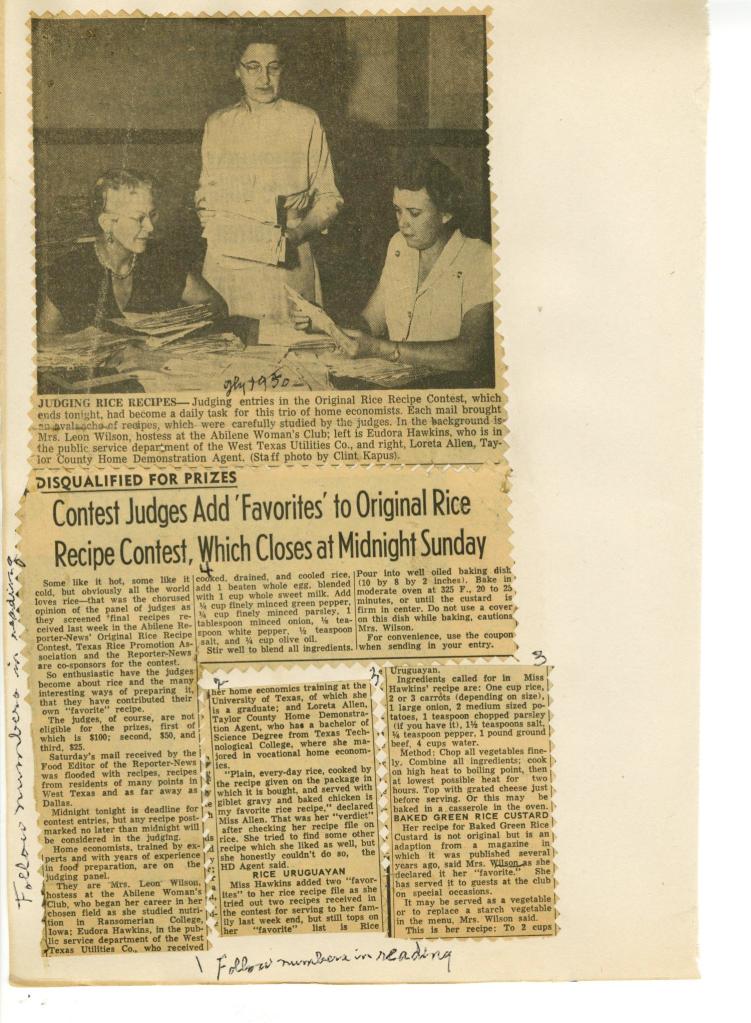 July 1950-
JUDGING RICE RECIPES—Judging entries in the Original Rice Recipe Contest, which
ends tonight, had become a daily task for this trio of home economists. Each mail brought
an avalanche of recipes, which were carefully studied by the judges. In the background is
Mrs. Leon Wilson, hostess at the Abilene Woman's Club; left is Eudora Hawkins, who is in
the public service department of the West Texas Utilities Co., and right, Loreta Allen, Tay-
lor County Home Demonstration Agent. (Staff photo by Clint Kapus).
DISQUALIFIED FOR PRIZES
Contest Judges Add 'Favorites' to Original Rice
Recipe Contest, Which Closes at Midnight Sunday
Follow numbers in reading
Some like it hot, some like it
cold, but obviously all the world
loves rice—that was the chorused
opinion of the panel of judges as
they screened final recipes re-
ceived last week in the Abilene Re-
porter-News' Original Rice Recipe
Contest. Texas Rice Promotion As-
sociation and the Reporter-News
are co-sponsors for the contest.
So enthusiastic have the judges
become about rice and the many
interesting ways of preparing it,
that they have contributed their
own "favorite" recipe.
The judges, of course, are not
eligible for the prizes, first of
which is $100; second, $50, and
third, $25.
Saturday's mail received by the
Food Editor of the Reporter-News
was flooded with recipes, recipes
from residents of many points in
West Texas and as far away as
Dallas.
Midnight tonight is deadline for
contest entries, but any recipe post-
marked no later than midnight will
be considered in the judging.
Home economists, trained by ex-
perts and with years of experience
in food preparation, are on the
judging panel.
They are Mrs. Leon Wilson,
hostess at the Abilene Woman's
Club, who began her career in her
chosen field as she studied nutri-
tion in Ransomerian College,
Iowa; Eudora Hawkins, in the pub-
lic service department of the West
Texas Utilities Co., who received
1 Follow numbers in reading
2
her home economics training at the
University of Texas, of which she
is a graduate; and Loreta Allen,
Taylor County Home Demonstra-
tion Agent, who has a bachelor of
Science Degree from Texas Tech-
nological College, where she ma-
jored in vocational home econom-
ics.
"Plain, every-day rice, cooked by
the recipe given on the package in
which it is bought, and served with
giblet gravy and baked chicken is
my favorite rice recipe," declared
Miss Allen. That was her "verdict"
after checking her recipe file on
rice. She tried to find some other
recipe which she liked as well, but
she honestly couldn't do so, the
HD Agent said.
RICE URUGUAYAN
Miss Hawkins added two "favor-
ites" to her rice recipe file as she
tried out two recipes received in
the contest for serving to her fam-
ily last week end, but still tops on
her "favorite" list is Rice
3
3
Uruguayan.
Ingredients called for in Miss
Hawkins' recipe are: One cup rice,
2 or 3 carrots (depending on size),
1 large onion, 2 medium sized po-
tatoes, 1 teaspoon chopped parsley
(if you have it), 1½ teaspoons salt,
¼ teaspoon papper, 1 pound ground
beef, 4 cups water.
Method: Chop all vegetables fine-
ly. Combine all ingredients; cook
on high heat to boiling point, then
at lowest possible heat for two
hours. Top with grated cheese just
before serving. Or this may be
baked in a casserole in the oven.
BAKED GREEN RICE CUSTARD
Her recipe for Baked Green Rice
Custard is not original but is an
adaption from a magazine in
which it was published several
years ago, said Mrs. Wilson as she
declared it her "favorite." She
has served it to guests at the club
on special occasions.
It may be served as a vegetable
or to replace a starch vegetable
in the menu, Mrs. Wilson said.
This is her recipe: To 2 cups
4
cooked, drained, and cooled rice,
add 1 beaten whole egg, blended
with 1 cup whole sweet milk. Add
¼ cup finely minced green pepper,
¼ cup finely minced parsley, 1
tablespoon minced onion, ⅛ tea-
spoon white pepper, ½ teaspoon
salt, and ¼ cup olive oil.
Stir well to blend all ingredients.
Pour into well oiled baking dish
(10 by 8 by 2 inches). Bake in
moderate oven at 325 F., 20 to 25
minutes, or until the custard is
firm in center. Do not use a cover
on this dish while baking, cautions
Mrs. Wilson.
For convenience, use the coupon
when sending in your entry.